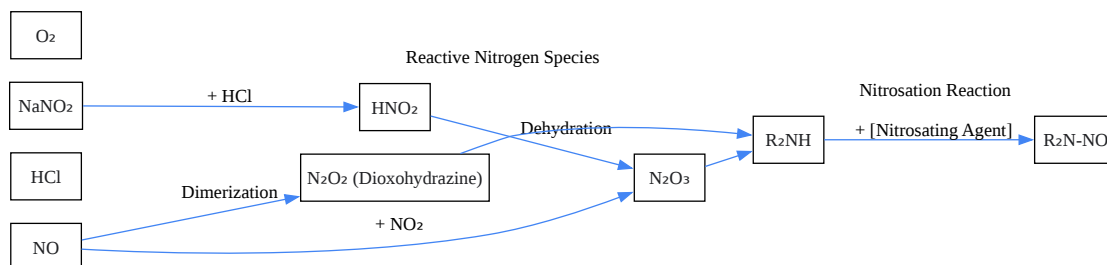 O₂
Reactive Nitrogen Species
NaNO₂
+ HCl
HNO₂
Nitrosation Reaction
Dehydration
R₂NH
+ [Nitrosating Agent]
R₂N-NO
HCl
Dimerization
N₂O₂ (Dioxohydrazine)
N₂O₃
+ NO₂
NO